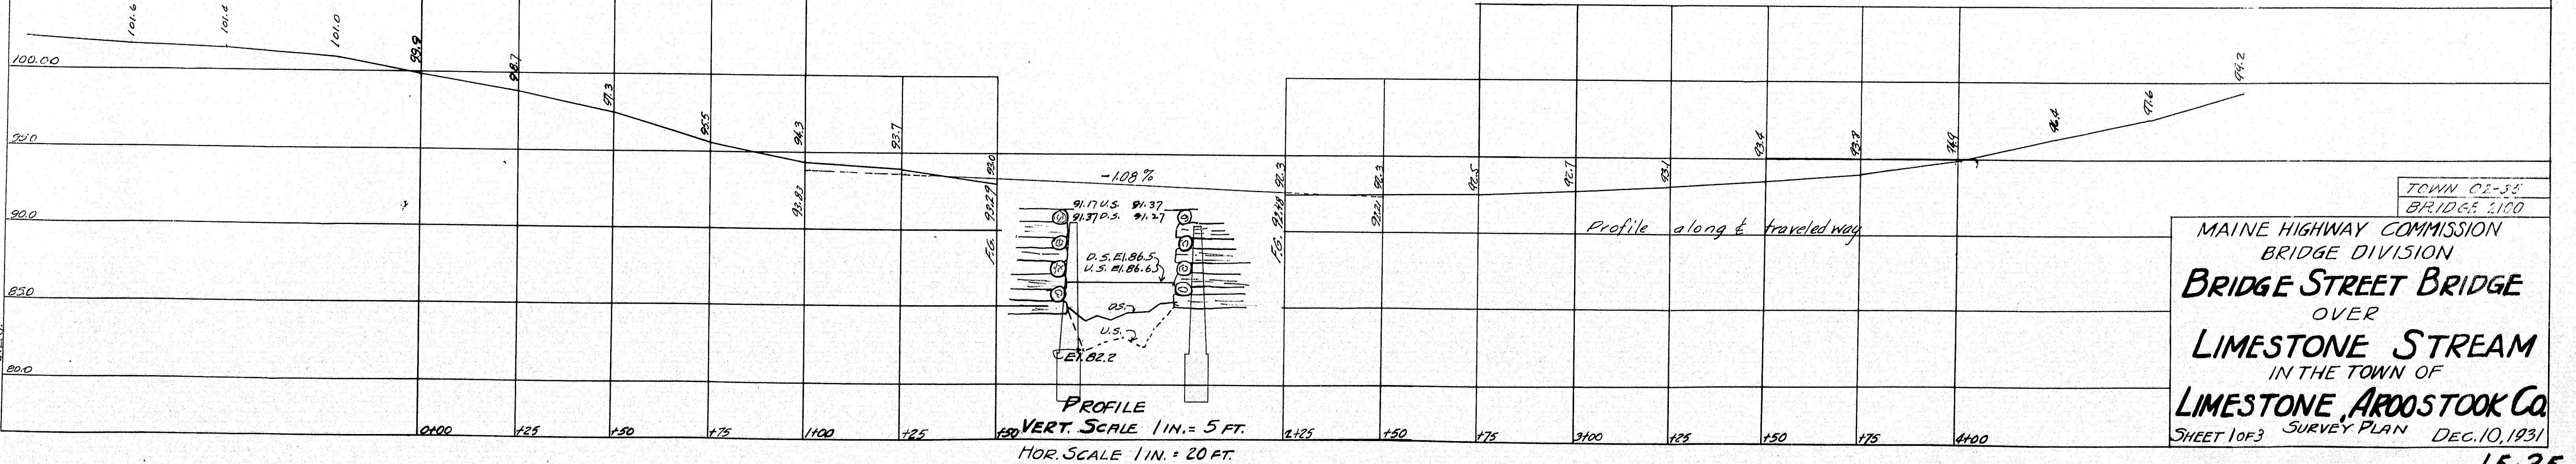 101.6
101.4
101.0
99.9
98.7
97.3
95.5
94.3
93.7
93.0
92.3
92.3
92.5
92.7
93.1
93.4
93.8
94.9
96.4
97.6
99.2
100.00
95.0
90.0
85.0
80.0
93.83
93.29
F.G.
-1.08%
F.G. 92.48
92.21
91.17 U.S. 91.37
91.37 D.S. 91.27
D.S. El. 86.5
U.S. El. 86.6
D.S.
U.S.
El. 82.2
Profile along ℄ traveled way
TOWN 02-35
BRIDGE 2100
MAINE HIGHWAY COMMISSION
BRIDGE DIVISION
BRIDGE STREET BRIDGE
OVER
LIMESTONE STREAM
IN THE TOWN OF
LIMESTONE, AROOSTOOK Co.
SHEET 1 OF 3 SURVEY PLAN DEC. 10, 1931
PROFILE
VERT. SCALE 1 IN. = 5 FT.
HOR. SCALE 1 IN. = 20 FT.
0+00 +25 +50 +75 1+00 +25 +50 2+25 +50 +75 3+00 +25 +50 +75 4+00